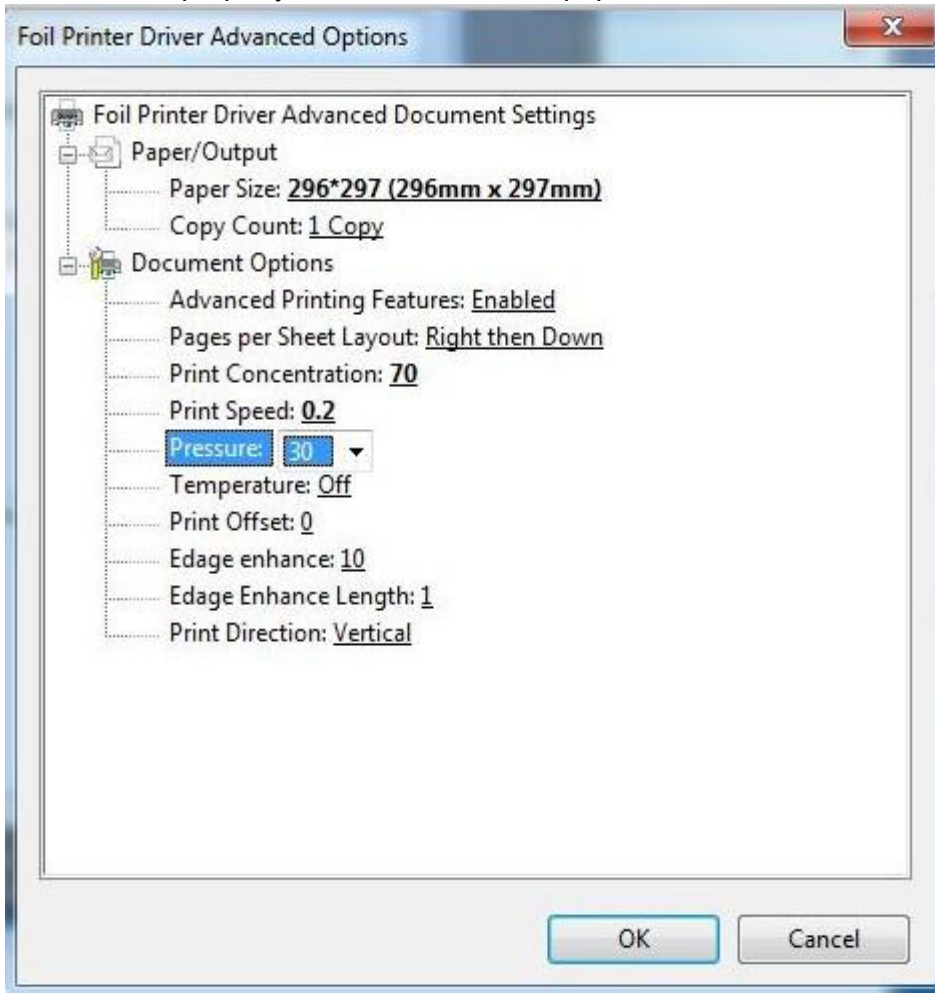 Foil Printer Driver Advanced Options
Foil Printer Driver Advanced Document Settings
Paper/Output
Paper Size: 296*297 (296mm x 297mm)
Copy Count: 1 Copy
Document Options
Advanced Printing Features: Enabled
Pages per Sheet Layout: Right then Down
Print Concentration: 70
Print Speed: 0.2
Pressure: 30
Temperature: Off
Print Offset: 0
Edage enhance: 10
Edage Enhance Length: 1
Print Direction: Vertical
OK Cancel